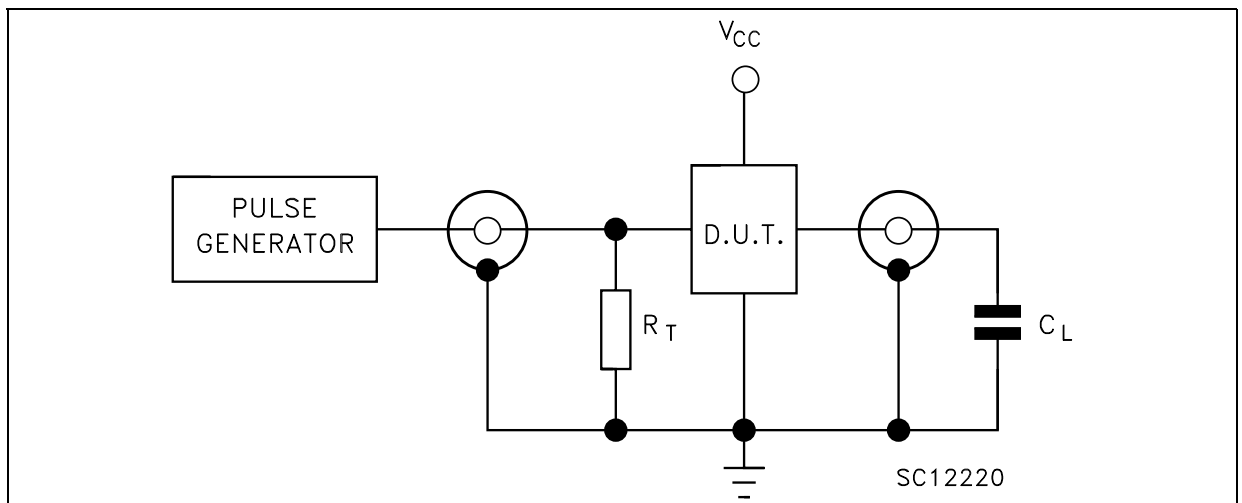 VCC
PULSE
GENERATOR
D.U.T.
RT
CL
SC12220